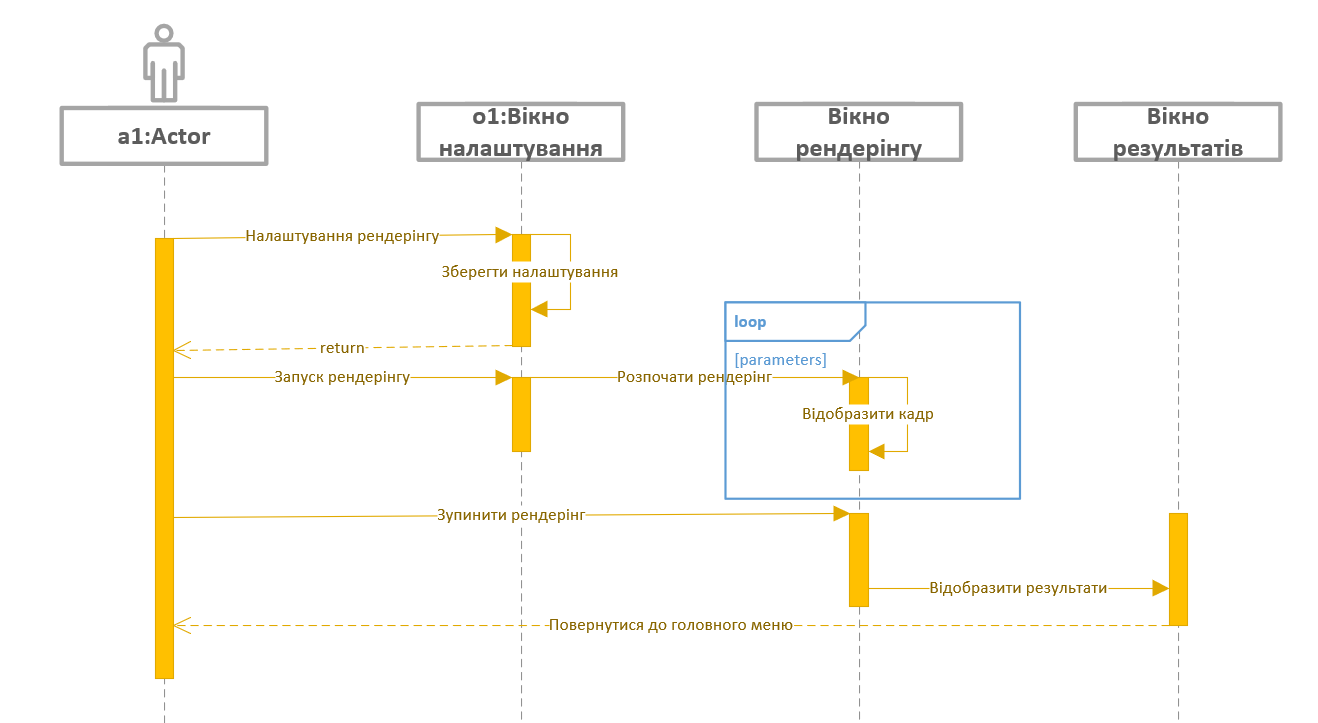 a1:Actor
o1:Вікно
налаштування
Вікно
рендерінгу
Вікно
результатів
Налаштування рендерінгу
Зберегти налаштування
loop
return
[parameters]
Запуск рендерінгу
Розпочати рендерінг
Відобразити кадр
Зупинити рендерінг
Відобразити результати
Повернутися до головного меню